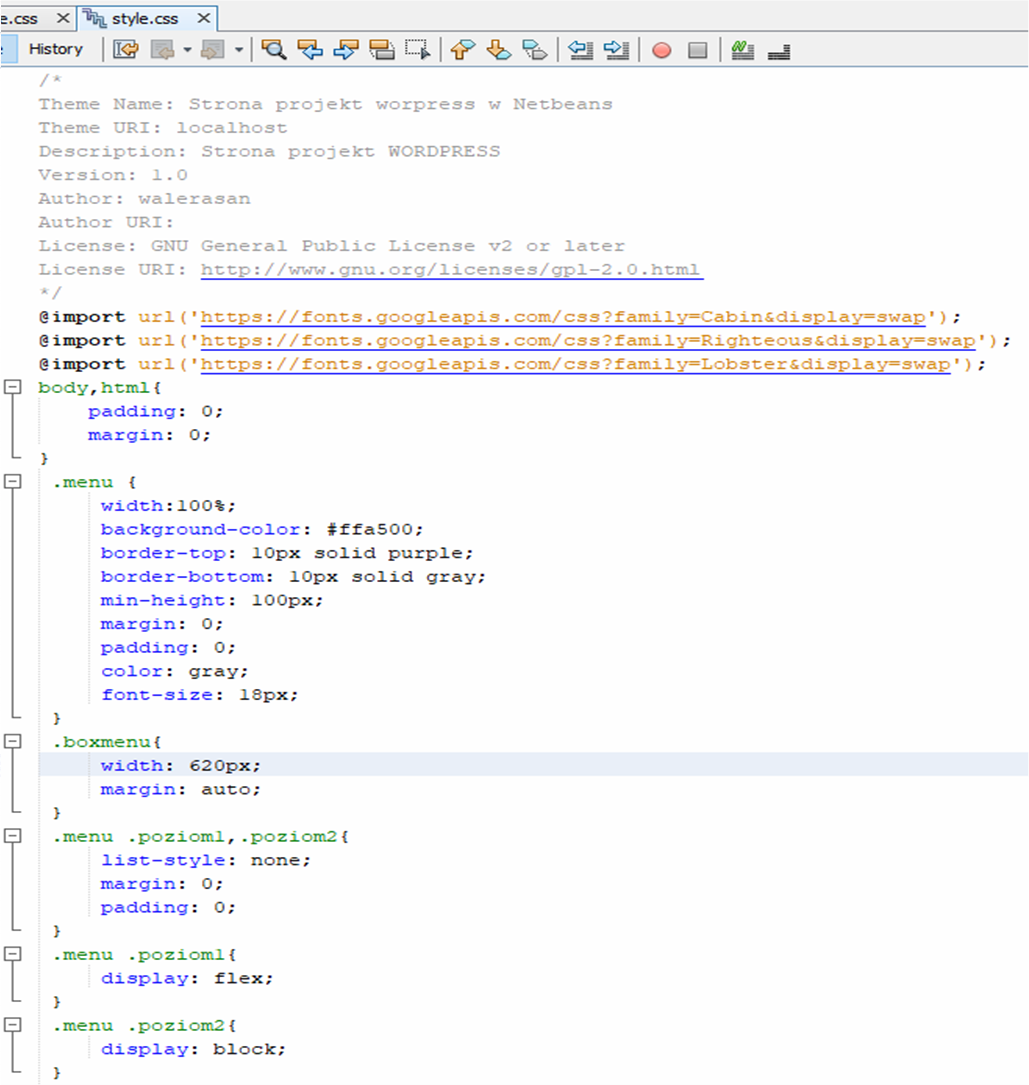 e.css
style.css
History
/*
Theme Name: Strona projekt worpress w Netbeans
Theme URI: localhost
Description: Strona projekt WORDPRESS
Version: 1.0
Author: walerasan
Author URI:
License: GNU General Public License v2 or later
License URI: http://www.gnu.org/licenses/gpl-2.0.html
*/
@import url('https://fonts.googleapis.com/css?family=Cabin&display=swap');
@import url('https://fonts.googleapis.com/css?family=Righteous&display=swap');
@import url('https://fonts.googleapis.com/css?family=Lobster&display=swap');
body,html{
    padding: 0;
    margin: 0;
}
 .menu {
     width:100%;
     background-color: #ffa500;
     border-top: 10px solid purple;
     border-bottom: 10px solid gray;
     min-height: 100px;
     margin: 0;
     padding: 0;
     color: gray;
     font-size: 18px;
 }
 .boxmenu{
     width: 620px;
     margin: auto;
 }
 .menu .poziom1,.poziom2{
     list-style: none;
     margin: 0;
     padding: 0;
 }
 .menu .poziom1{
     display: flex;
 }
 .menu .poziom2{
     display: block;
 }